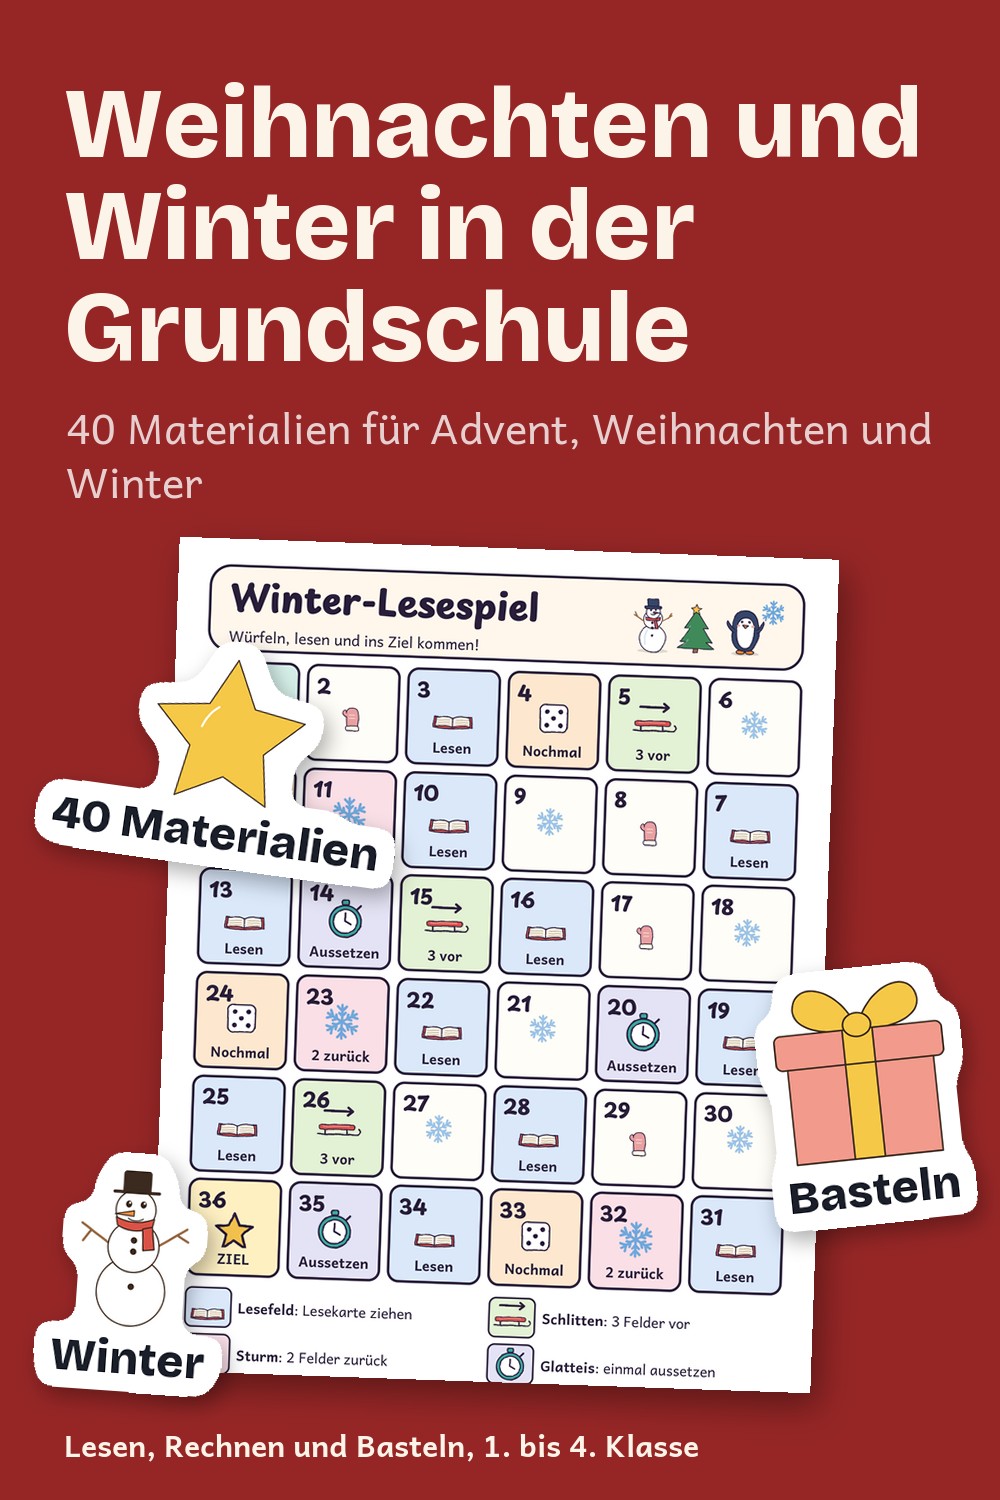 Weihnachten und
Winter in der
Grundschule
40 Materialien für Advent, Weihnachten und
Winter
Winter-Lesespiel
Würfeln, lesen und ins Ziel kommen!
2
3
Lesen
4
Nochmal
5
3 vor
6
40 Materialien
11
10
Lesen
9
8
7
Lesen
13
Lesen
14
Aussetzen
15
3 vor
16
Lesen
17
18
24
Nochmal
23
2 zurück
22
Lesen
21
20
Aussetzen
19
Lesen
25
Lesen
26
3 vor
27
28
Lesen
29
30
Basteln
36
ZIEL
35
Aussetzen
34
Lesen
33
Nochmal
32
2 zurück
31
Lesen
Lesefeld: Lesekarte ziehen
Schlitten: 3 Felder vor
Sturm: 2 Felder zurück
Glatteis: einmal aussetzen
Winter
Lesen, Rechnen und Basteln, 1. bis 4. Klasse